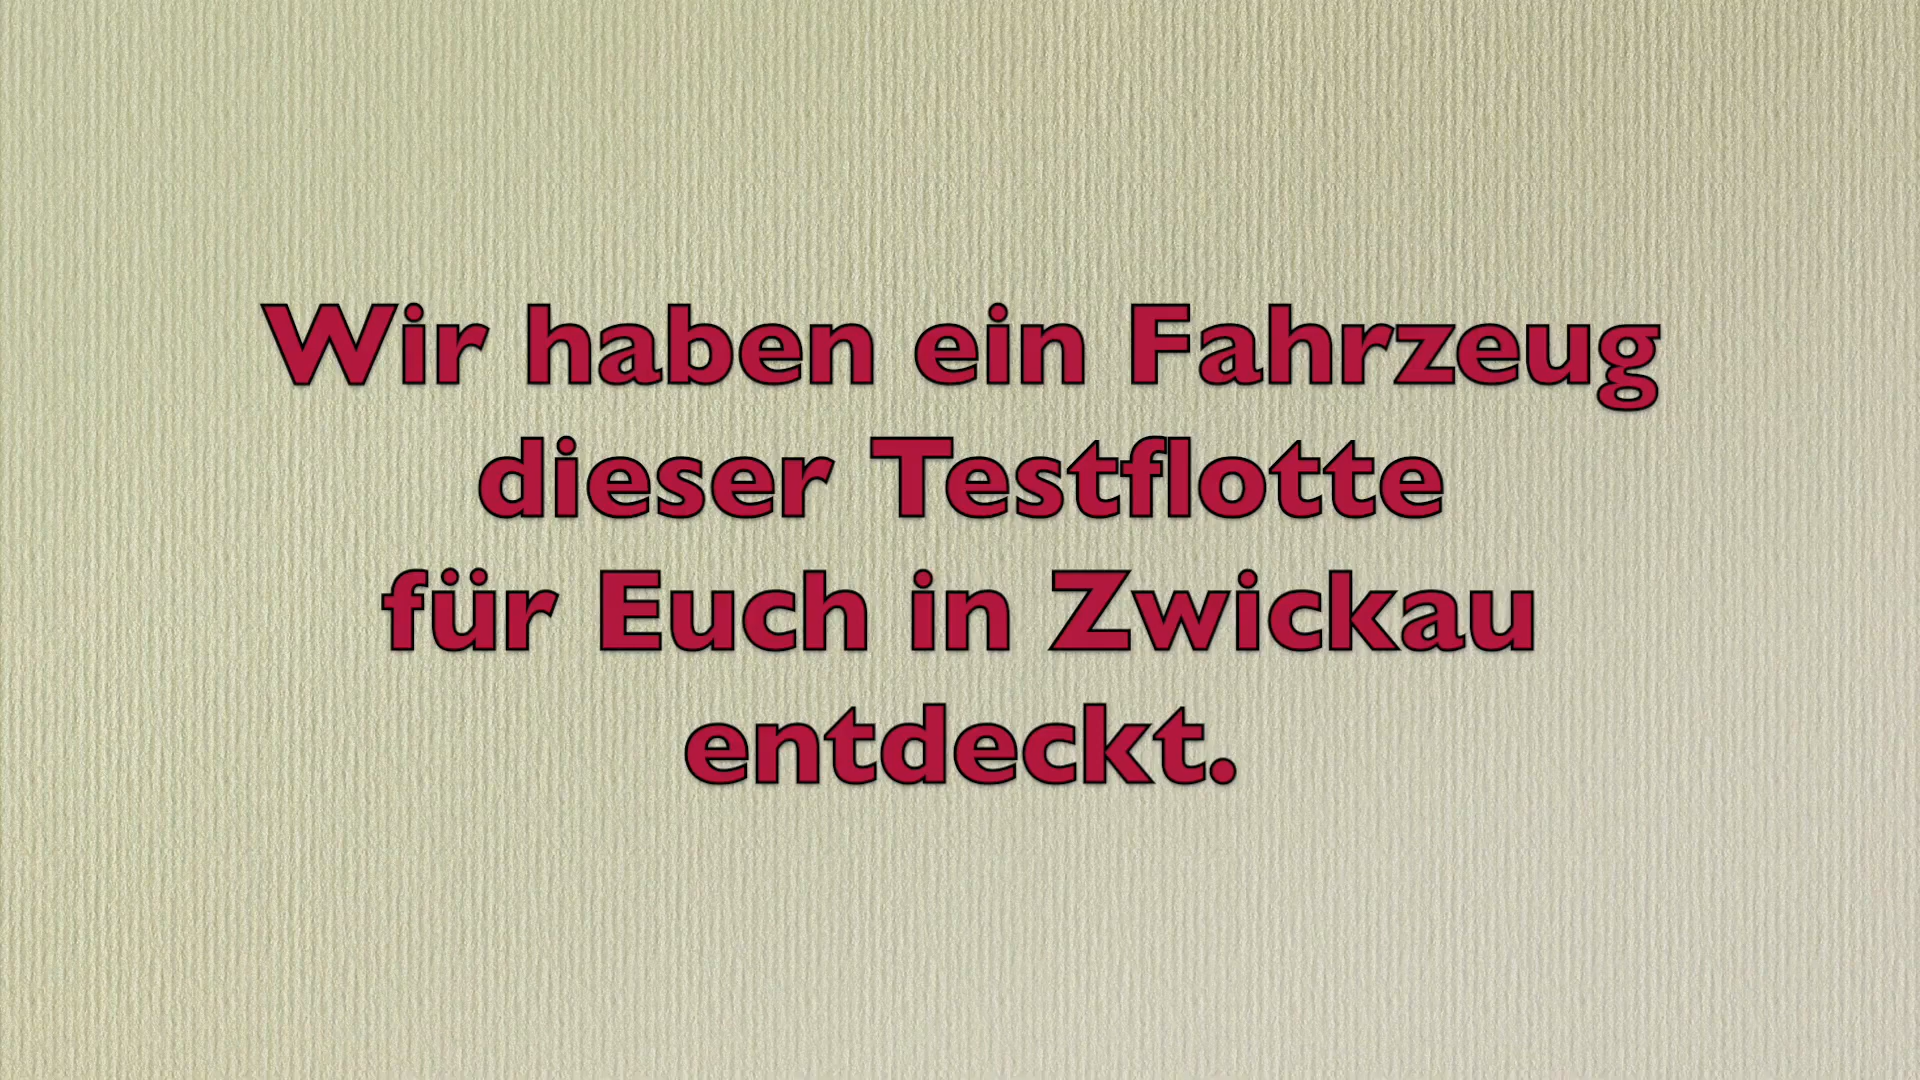 Wir haben ein Fahrzeug
dieser Testflotte
für Euch in Zwickau
entdeckt.